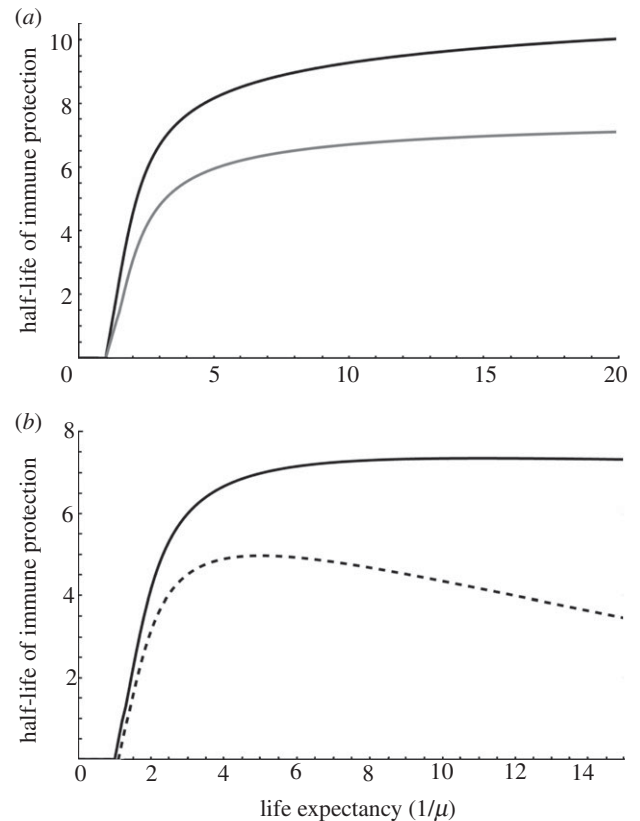 (a)
half-life of immune protection
10
8
6
4
2
0 5 10 15 20
(b)
half-life of immune protection
8
6
4
2
0 2 4 6 8 10 12 14
life expectancy (1/μ)